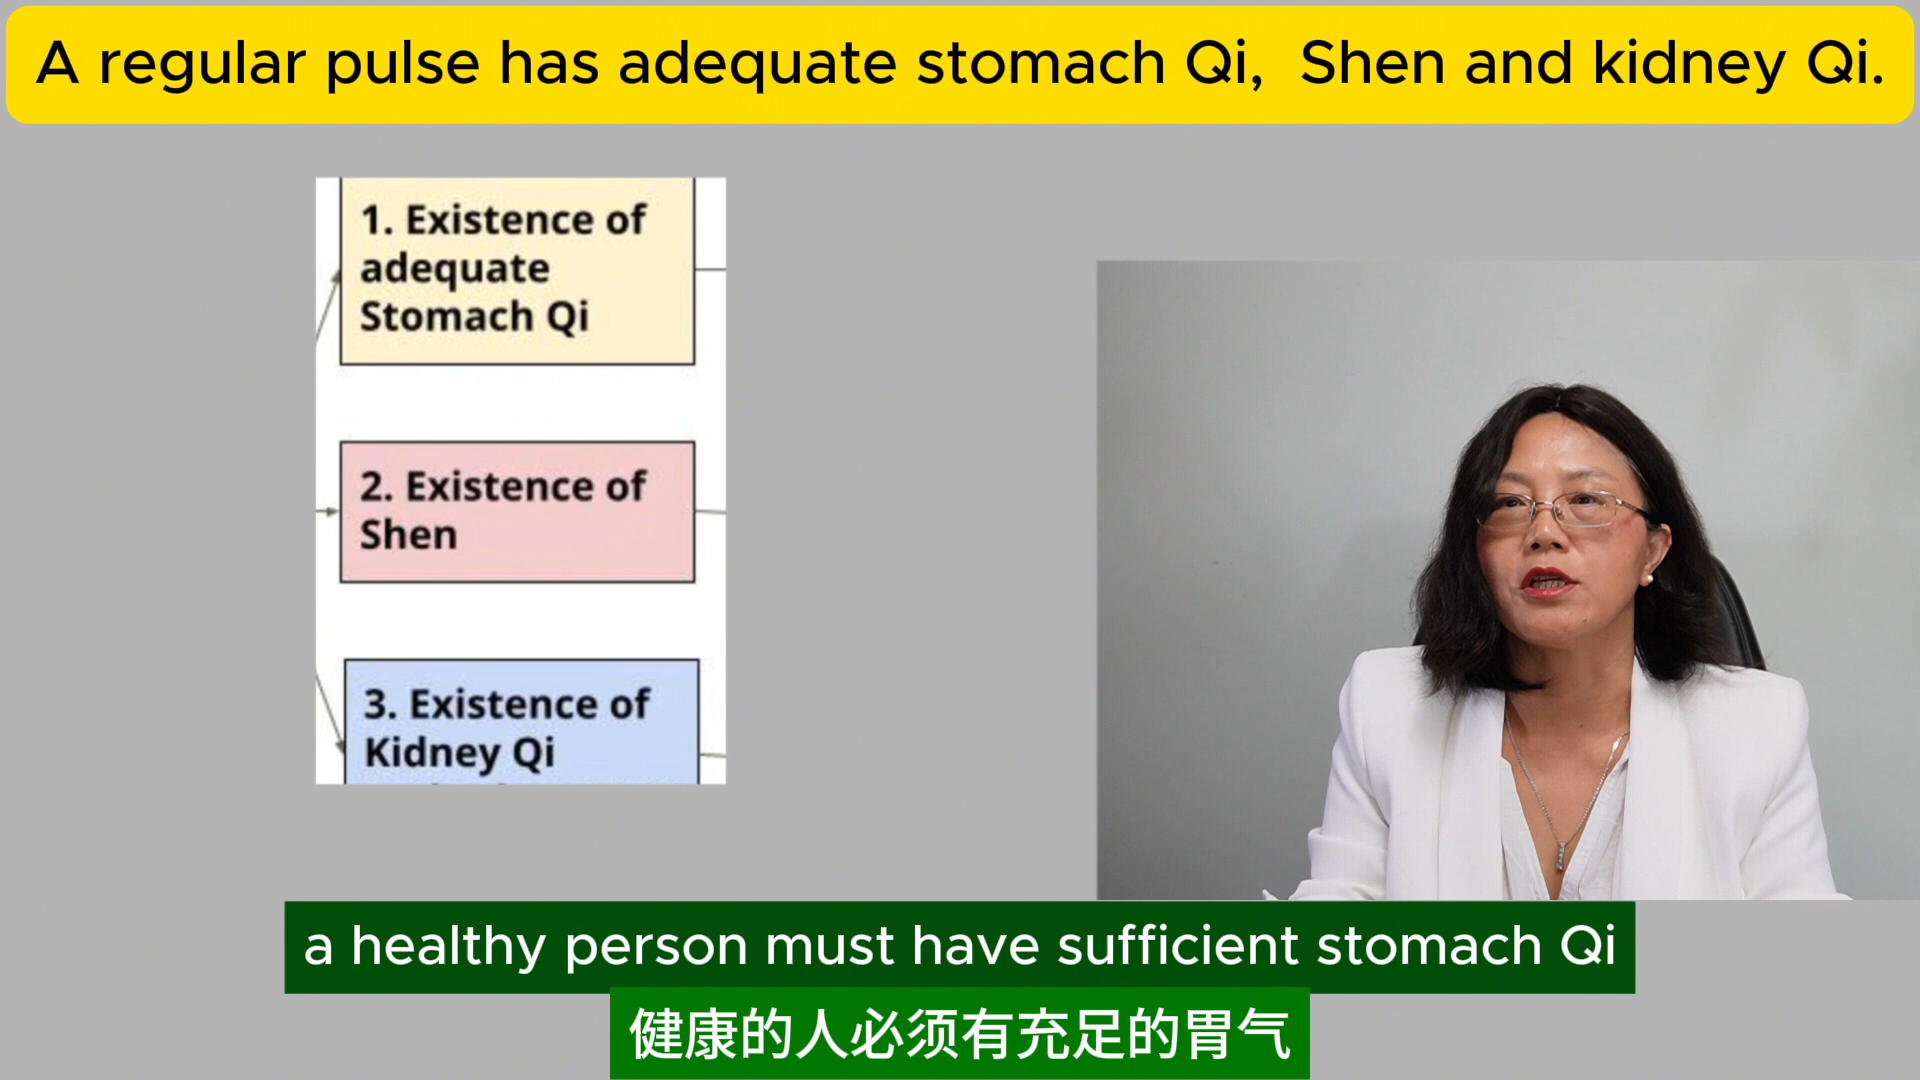 A regular pulse has adequate stomach Qi, Shen and kidney Qi.
1. Existence of
adequate
Stomach Qi
2. Existence of
Shen
3. Existence of
Kidney Qi
a healthy person must have sufficient stomach Qi
健康的人必须有充足的胃气